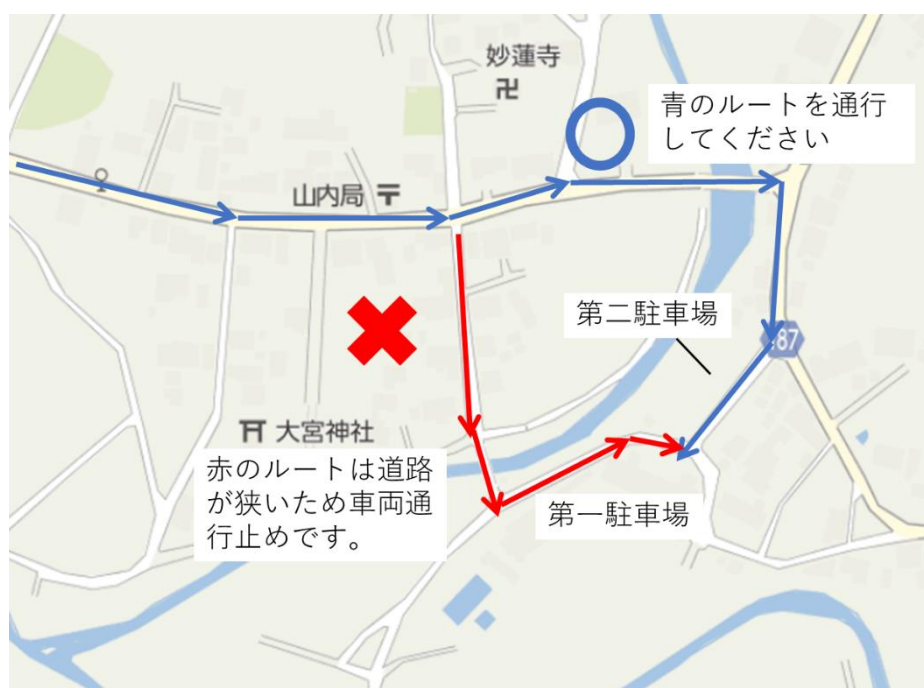 妙蓮寺
卍
青のルートを通行
してください
山内局 〒
第二駐車場
87
大宮神社
赤のルートは道路
が狭いため車両通
行止めです。
第一駐車場